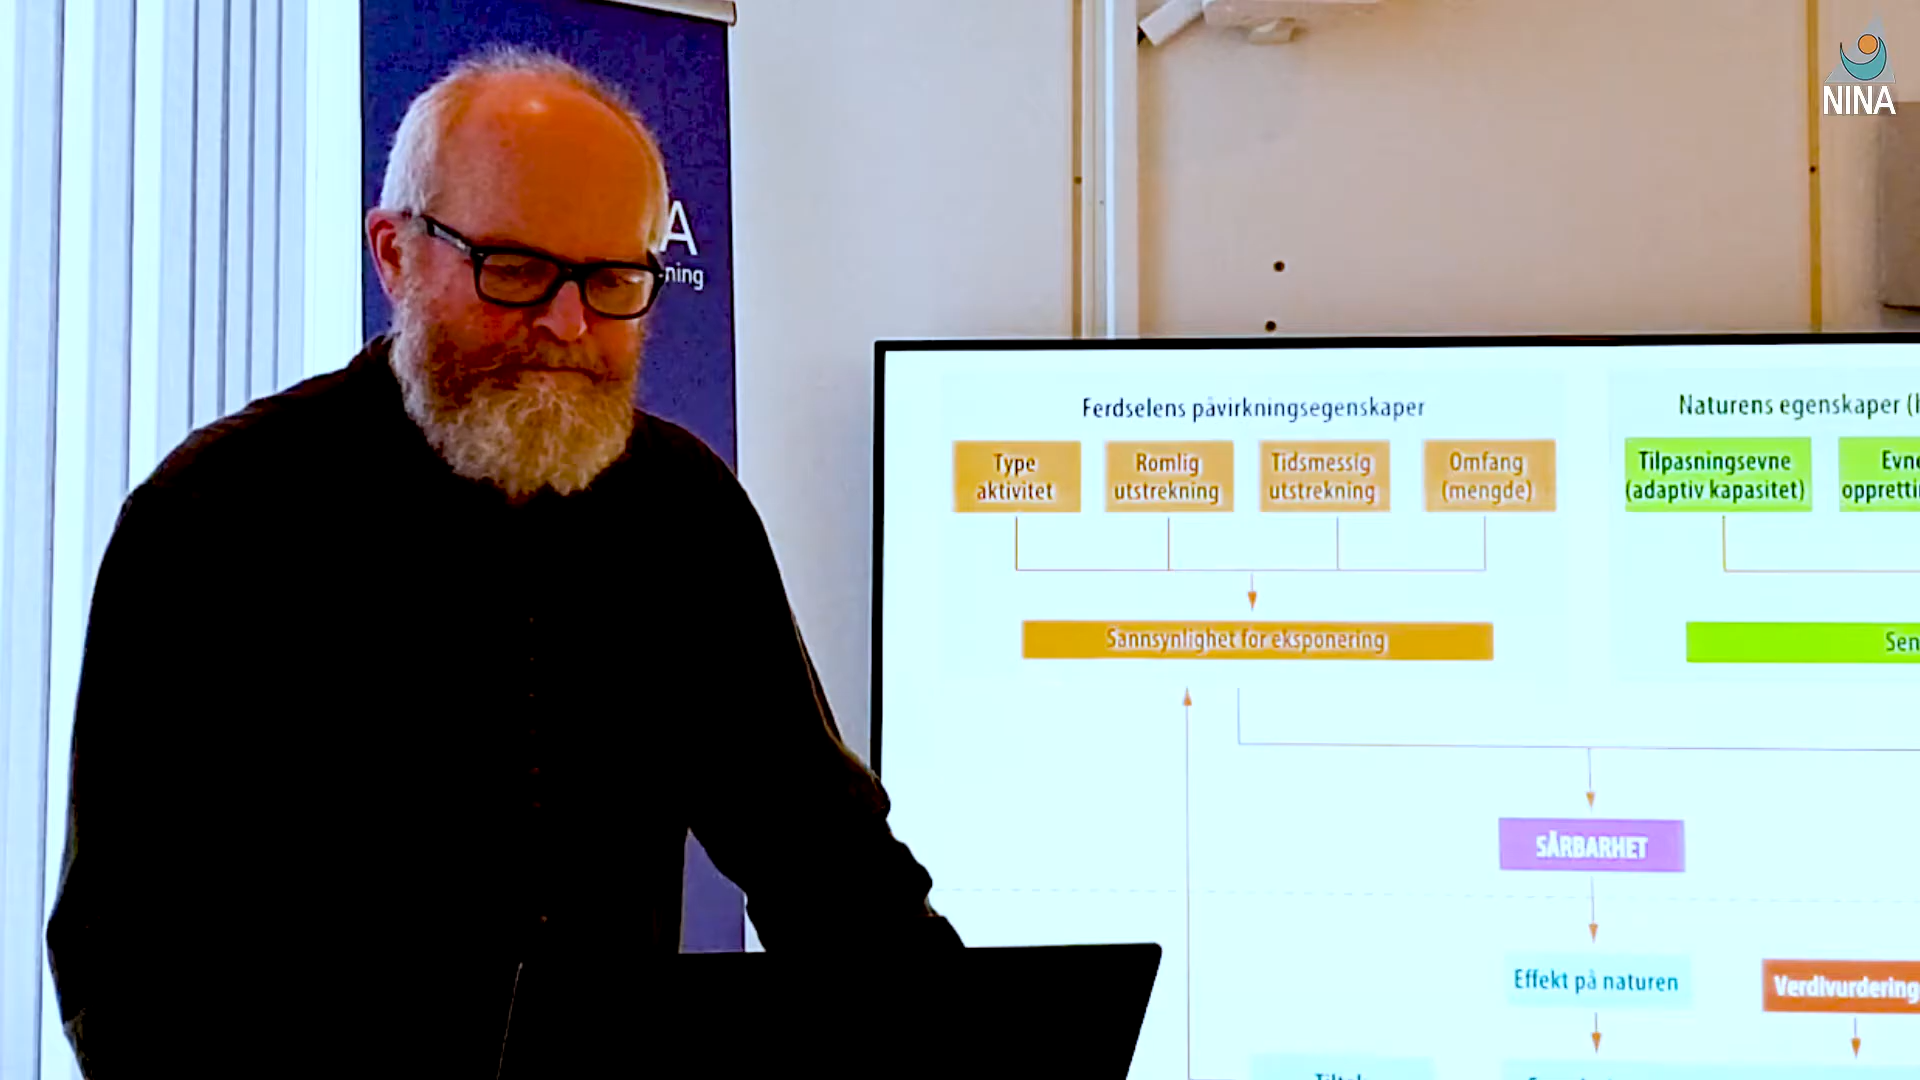 NINA
A
ning
Ferdselens påvirkningsegenskaper
Naturens egenskaper
Type
aktivitet
Romlig
utstrekning
Tidsmessig
utstrekning
Omfang
(mengde)
Tilpasningsevne
(adaptiv kapasitet)
Sannsynlighet for eksponering
SÅRBARHET
Effekt på naturen
Verdivurdering